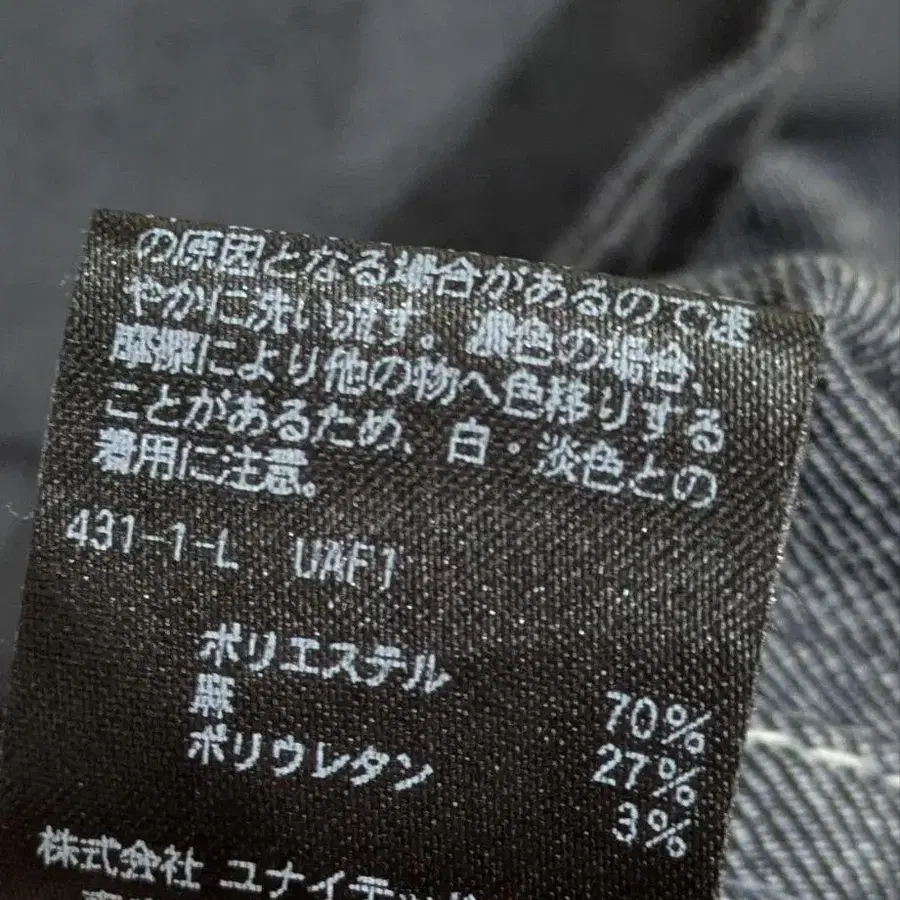 の原因となる場合があるので速
やかに洗い流す。濃色の場合、
摩擦により他の物へ色移りする
ことがあるため、白・淡色との
着用に注意。
431-1-L UAF1
ポリエステル 70%
麻 27%
ポリウレタン 3%
株式会社 ユナイテッド